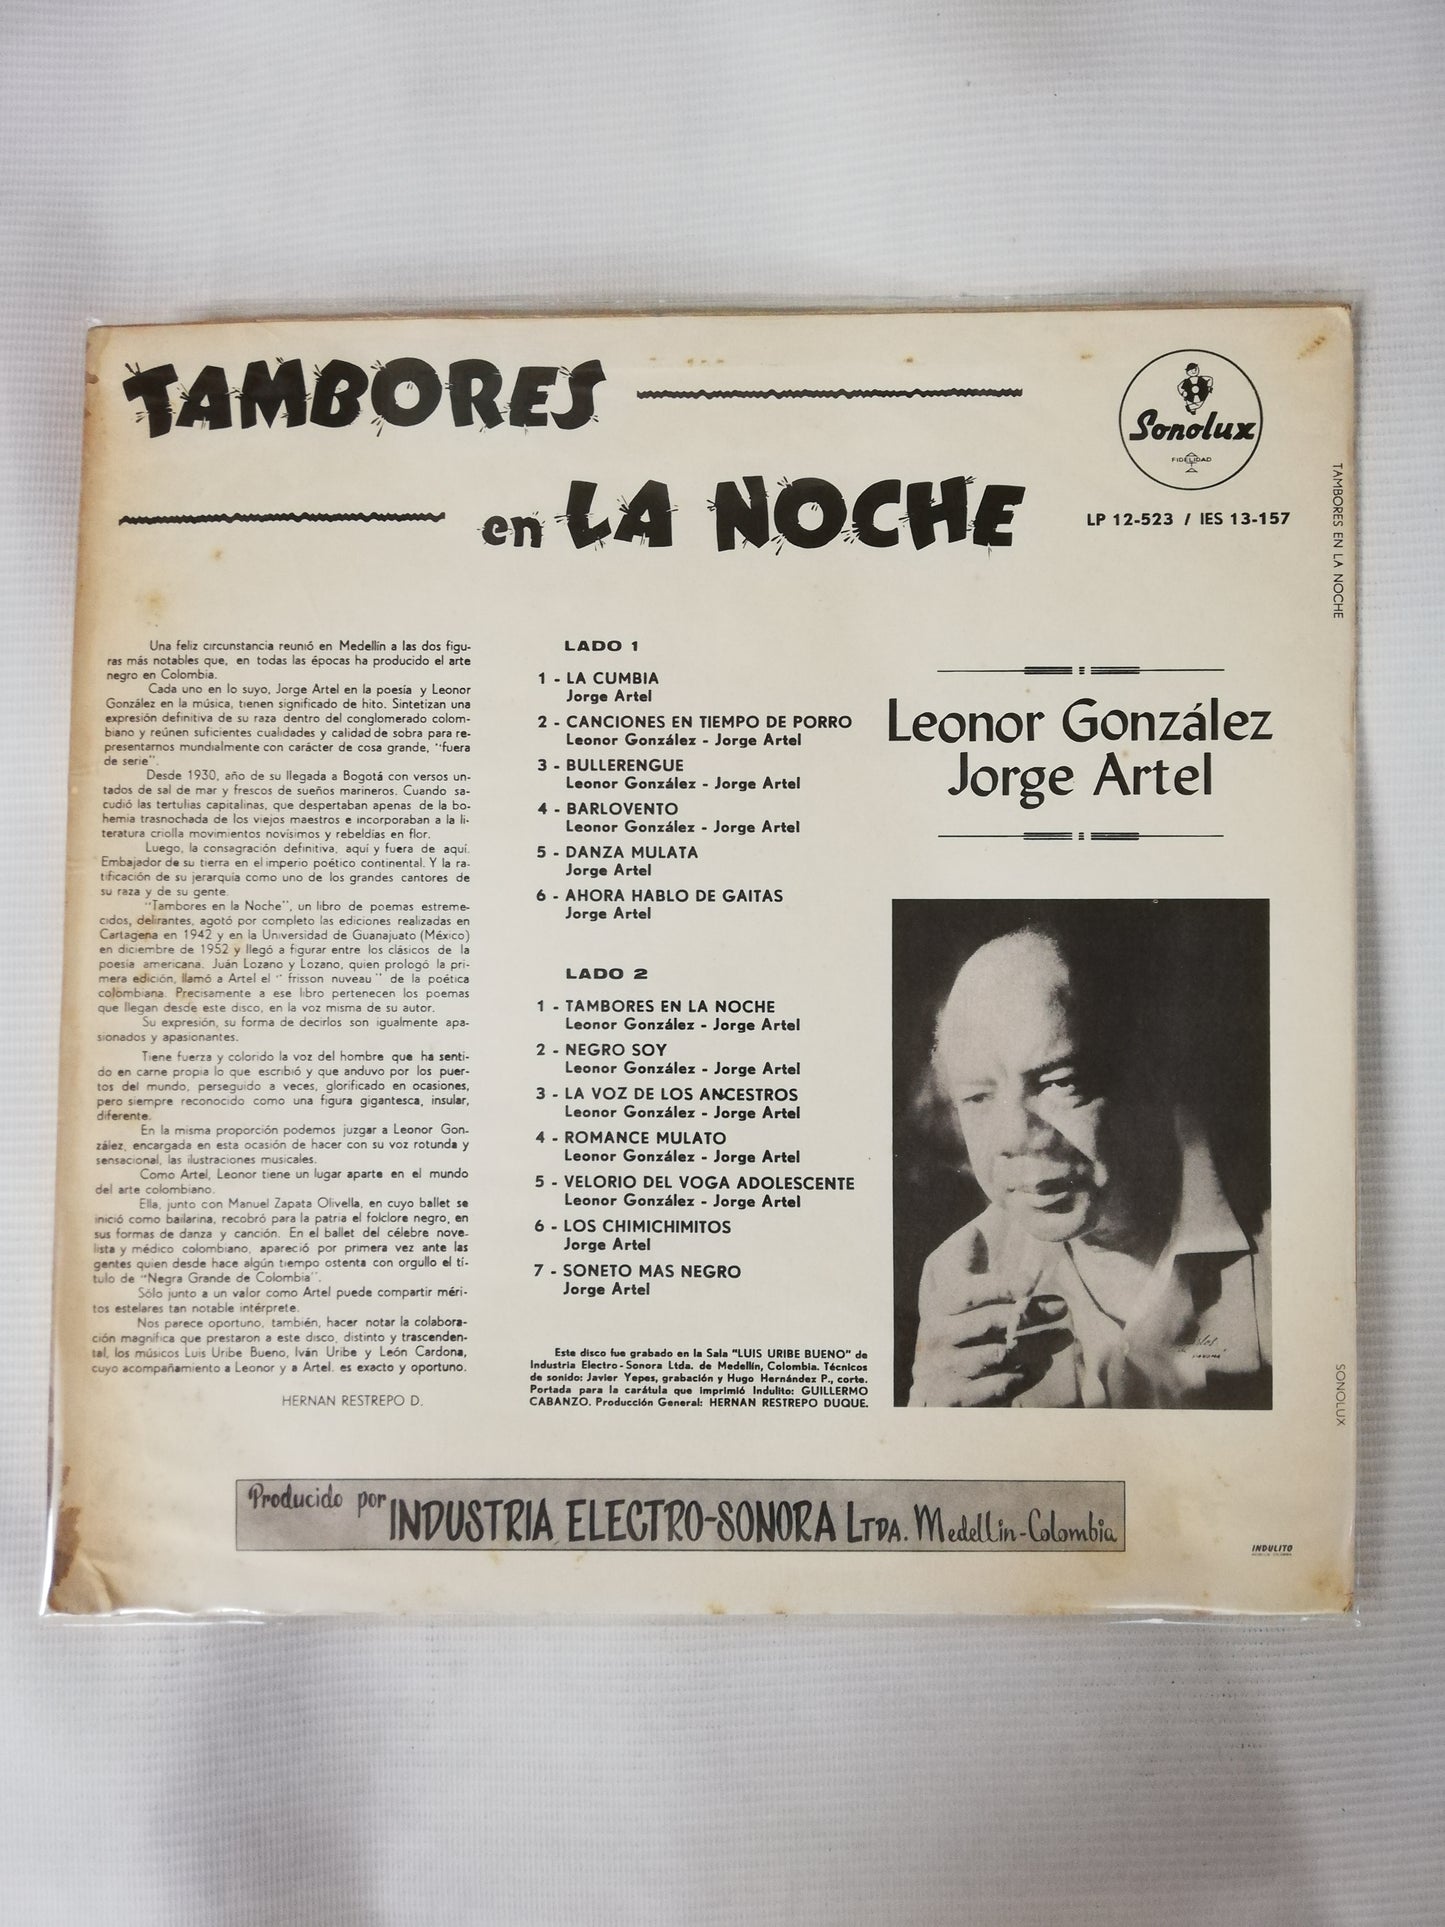 TAMBORES
en LA NOCHE
Sonolux
FIDELIDAD
LP 12-523 / IES 13-157
TAMBORES EN LA NOCHE
Una feliz circunstancia reunió en Medellín a las dos figu-
ras más notables que, en todas las épocas ha producido el arte
negro en Colombia.
Cada uno en lo suyo, Jorge Artel en la poesía y Leonor
González en la música, tienen significado de hito. Sintetizan una
expresión definitiva de su raza dentro del conglomerado colom-
biano y reúnen suficientes cualidades y calidad de sobra para re-
presentarnos mundialmente con carácter de cosa grande, "fuera
de serie".
Desde 1930, año de su llegada a Bogotá con versos un-
tados de sal de mar y frescos de sueños marineros. Cuando sa-
cudió las tertulias capitalinas, que despertaban apenas de la bo-
hemia trasnochada de los viejos maestros e incorporaban a la li-
teratura criolla movimientos novísimos y rebeldías en flor.
Luego, la consagración definitiva, aquí y fuera de aquí.
Embajador de su tierra en el imperio poético continental. Y la ra-
tificación de su jerarquía como uno de los grandes cantores de
su raza y de su gente.
"Tambores en la Noche", un libro de poemas estreme-
cidos, delirantes, agotó por completo las ediciones realizadas en
Cartagena en 1942 y en la Universidad de Guanajuato (México)
en diciembre de 1952 y llegó a figurar entre los clásicos de la
poesía americana. Juán Lozano y Lozano, quien prologó la pri-
mera edición, llamó a Artel el "frisson nuveau" de la poética
colombiana. Precisamente a ese libro pertenecen los poemas
que llegan desde este disco, en la voz misma de su autor.
Su expresión, su forma de decirlos son igualmente apa-
sionados y apasionantes.
Tiene fuerza y colorido la voz del hombre que ha senti-
do en carne propia lo que escribió y que anduvo por los puer-
tos del mundo, perseguido a veces, glorificado en ocasiones,
pero siempre reconocido como una figura gigantesca, insular,
diferente.
En la misma proporción podemos juzgar a Leonor Gon-
zález, encargada en esta ocasión de hacer con su voz rotunda y
sensacional, las ilustraciones musicales.
Como Artel, Leonor tiene un lugar aparte en el mundo
del arte colombiano.
Ella, junto con Manuel Zapata Olivella, en cuyo ballet se
inició como bailarina, recobró para la patria el folclore negro, en
sus formas de danza y canción. En el ballet del célebre nove-
lista y médico colombiano, apareció por primera vez ante las
gentes quien desde hace algún tiempo ostenta con orgullo el tí-
tulo de "Negra Grande de Colombia".
Sólo junto a un valor como Artel puede compartir méri-
tos estelares tan notable intérprete.
Nos parece oportuno, también, hacer notar la colabora-
ción magnífica que prestaron a este disco, distinto y trascenden-
tal, los músicos Luis Uribe Bueno, Iván Uribe y León Cardona,
cuyo acompañamiento a Leonor y a Artel. es exacto y oportuno.
HERNAN RESTREPO D.
LADO 1
1 - LA CUMBIA
Jorge Artel
2 - CANCIONES EN TIEMPO DE PORRO
Leonor González - Jorge Artel
3 - BULLERENGUE
Leonor González - Jorge Artel
4 - BARLOVENTO
Leonor González - Jorge Artel
5 - DANZA MULATA
Jorge Artel
6 - AHORA HABLO DE GAITAS
Jorge Artel
LADO 2
1 - TAMBORES EN LA NOCHE
Leonor González - Jorge Artel
2 - NEGRO SOY
Leonor González - Jorge Artel
3 - LA VOZ DE LOS ANCESTROS
Leonor González - Jorge Artel
4 - ROMANCE MULATO
Leonor González - Jorge Artel
5 - VELORIO DEL VOGA ADOLESCENTE
Leonor González - Jorge Artel
6 - LOS CHIMICHIMITOS
Jorge Artel
7 - SONETO MAS NEGRO
Jorge Artel
Este disco fue grabado en la Sala "LUIS URIBE BUENO" de
Industria Electro-Sonora Ltda. de Medellín, Colombia. Técnicos
de sonido: Javier Yepes, grabación y Hugo Hernández P., corte.
Portada para la carátula que imprimió Indulito: GUILLERMO
CABANZO. Producción General: HERNAN RESTREPO DUQUE.
Leonor González
Jorge Artel
SONOLUX
Producido por INDUSTRIA ELECTRO-SONORA LTDA. Medellin-Colombia
INDULITO